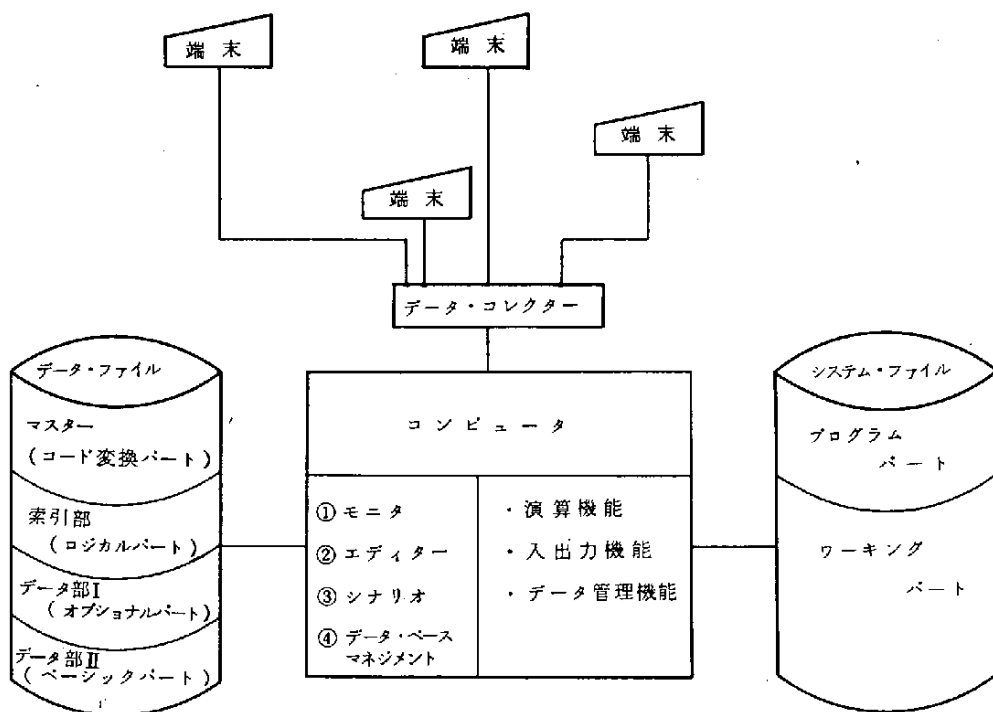 端末
端末
端末
端末
データ・コレクター
データ・ファイル
マスター
(コード変換パート)
索引部
(ロジカルパート)
データ部I
(オプショナルパート)
データ部II
(ベーシックパート)
コンピュータ
①モニタ
②エディター
③シナリオ
④データ・ベース
マネジメント
・演算機能
・入出力機能
・データ管理機能
システム・ファイル
プログラム
パート
ワーキング
パート